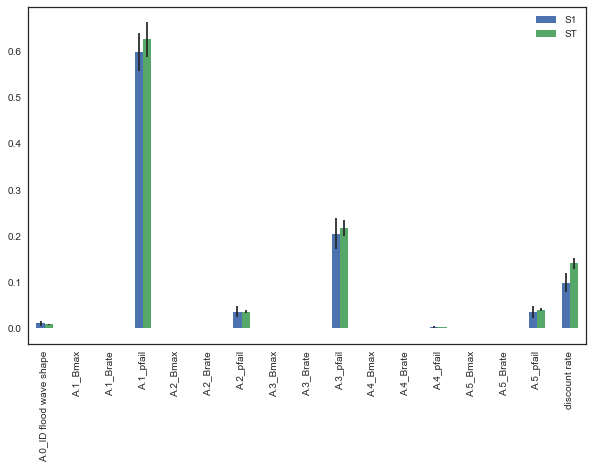 S1
ST
0.6
0.5
0.4
0.3
0.2
0.1
0.0
A.0_ID flood wave shape
A.1_Bmax
A.1_Brate
A.1_pfail
A.2_Bmax
A.2_Brate
A.2_pfail
A.3_Bmax
A.3_Brate
A.3_pfail
A.4_Bmax
A.4_Brate
A.4_pfail
A.5_Bmax
A.5_Brate
A.5_pfail
discount rate